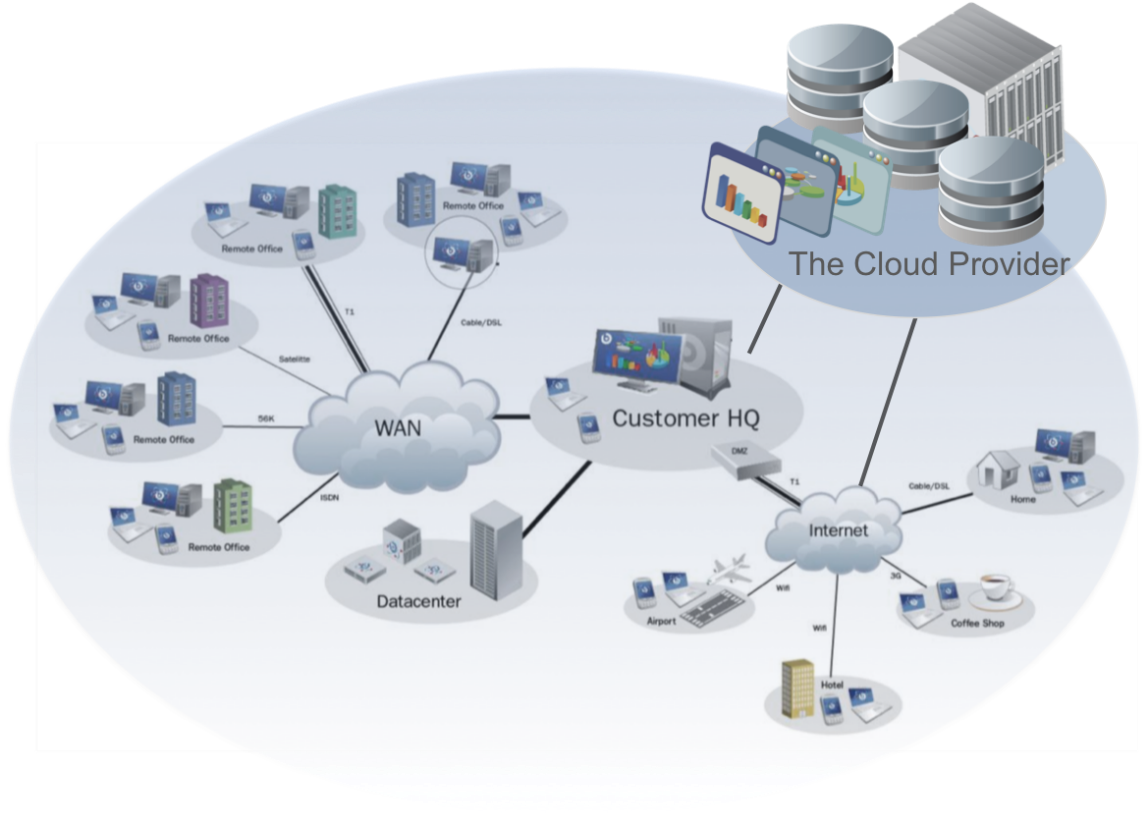 The Cloud Provider
Remote Office
Remote Office
T1
Cable/DSL
Remote Office
Satelitte
WAN
Customer HQ
56K
Remote Office
DMZ
T1
Cable/DSL
Home
ISDN
Remote Office
Internet
Datacenter
Wifi
3G
Airport
Coffee Shop
Wifi
Hotel